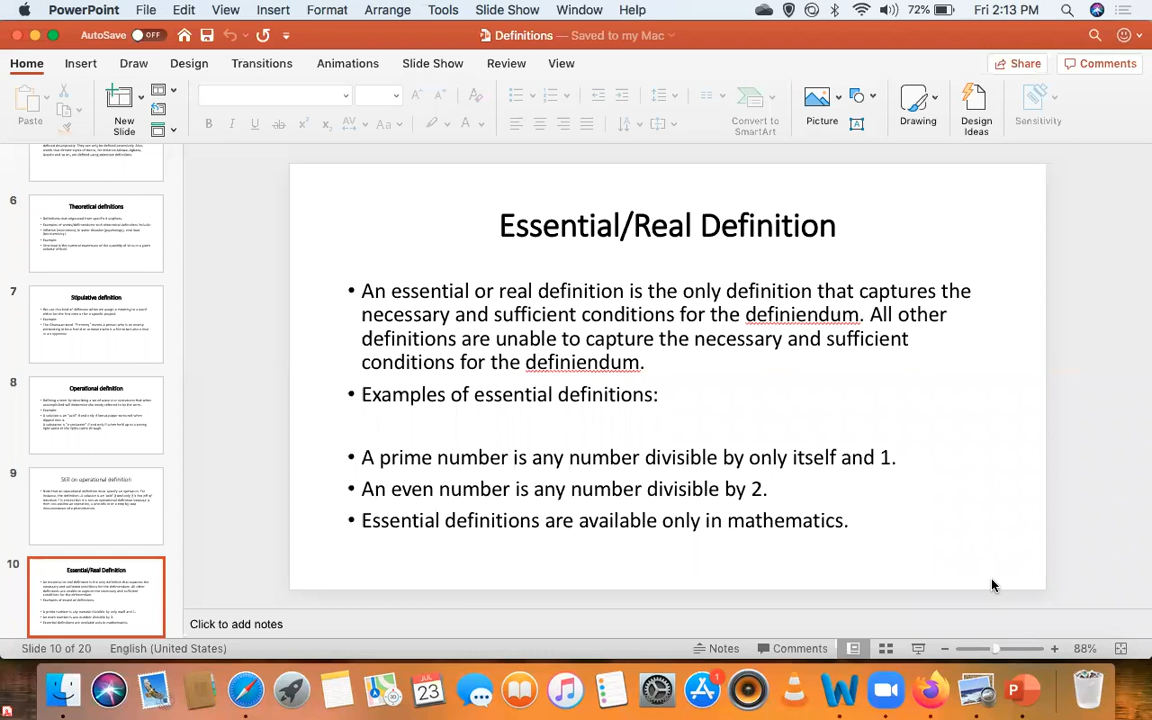 PowerPoint File Edit View Insert Format Arrange Tools Slide Show Window Help 72% Fri 2:13 PM
AutoSave OFF Definitions — Saved to my Mac
Home Insert Draw Design Transitions Animations Slide Show Review View Share Comments
Paste New Slide Convert to SmartArt Picture Drawing Design Ideas Sensitivity
6
Theoretical definitions
7
Stipulative definition
8
Operational definition
9
Still on operational definition
10
Essential/Real Definition
Essential/Real Definition
• An essential or real definition is the only definition that captures the
necessary and sufficient conditions for the definiendum. All other
definitions are unable to capture the necessary and sufficient
conditions for the definiendum.
• Examples of essential definitions:
• A prime number is any number divisible by only itself and 1.
• An even number is any number divisible by 2.
• Essential definitions are available only in mathematics.
Click to add notes
Slide 10 of 20 English (United States) Notes Comments 88%
JUL
23
1